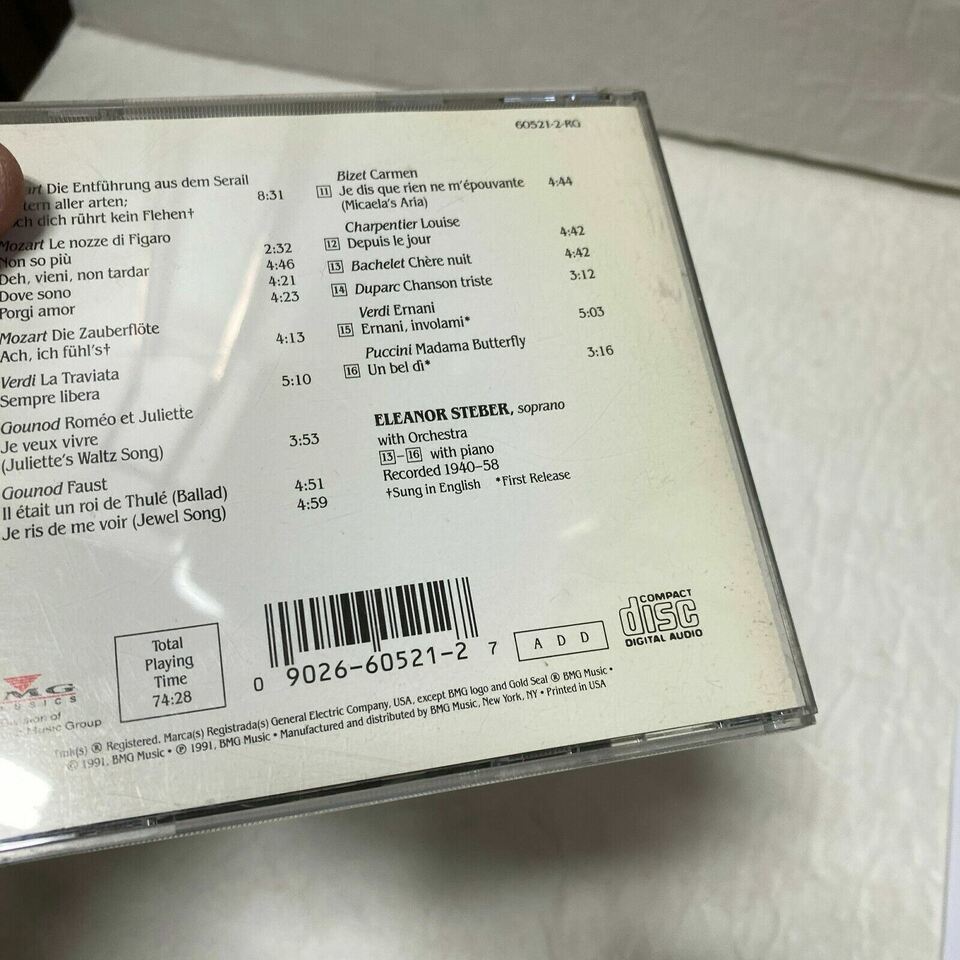 60521-2-RG
Die Entführung aus dem Serail
aller arten; 8:31
dich rührt kein Flehen†
Mozart Le nozze di Figaro
Non so più 2:32
Deh, vieni, non tardar 4:46
Dove sono 4:21
Porgi amor 4:23
Mozart Die Zauberflöte
Ach, ich fühl's† 4:13
Verdi La Traviata
Sempre libera 5:10
Gounod Roméo et Juliette
Je veux vivre 3:53
(Juliette's Waltz Song)
Gounod Faust
Il était un roi de Thulé (Ballad) 4:51
Je ris de me voir (Jewel Song) 4:59
Bizet Carmen
11 Je dis que rien ne m'épouvante 4:44
(Micaela's Aria)
Charpentier Louise
12 Depuis le jour 4:42
13 Bachelet Chère nuit 4:42
14 Duparc Chanson triste 3:12
Verdi Ernani
15 Ernani, involami* 5:03
Puccini Madama Butterfly
16 Un bel dì* 3:16
ELEANOR STEBER, soprano
with Orchestra
13–16 with piano
Recorded 1940–58
†Sung in English *First Release
Total
Playing
Time
74:28
0 9026-60521-2 7
A D D
COMPACT
disc
DIGITAL AUDIO
of
Music Group
Tmk(s) ® Registered. Marca(s) Registrada(s) General Electric Company, USA, except BMG logo and Gold Seal ® BMG Music •
© 1991, BMG Music • ℗ 1991, BMG Music • Manufactured and distributed by BMG Music, New York, NY • Printed in USA